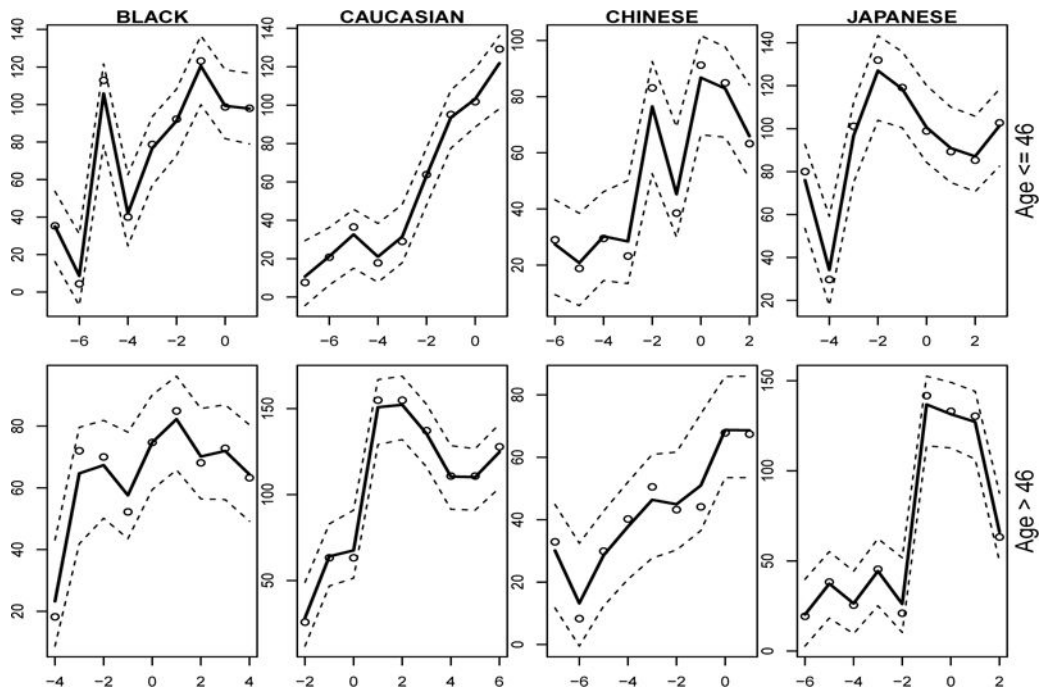 BLACK CAUCASIAN CHINESE JAPANESE
0 20 40 60 80 100 120 140
-6 -4 -2 0
0 20 40 60 80 100 120 140
-6 -4 -2 0
20 40 60 80 100
-6 -4 -2 0 2
20 40 60 80 100 120 140
-4 -2 0 2
Age <= 46
20 40 60 80
-4 -3 -2 -1 0 1 2 3 4
50 100 150
-2 0 2 4 6
0 20 40 60 80
-6 -4 -2 0
0 50 100 150
-6 -4 -2 0 2
Age > 46